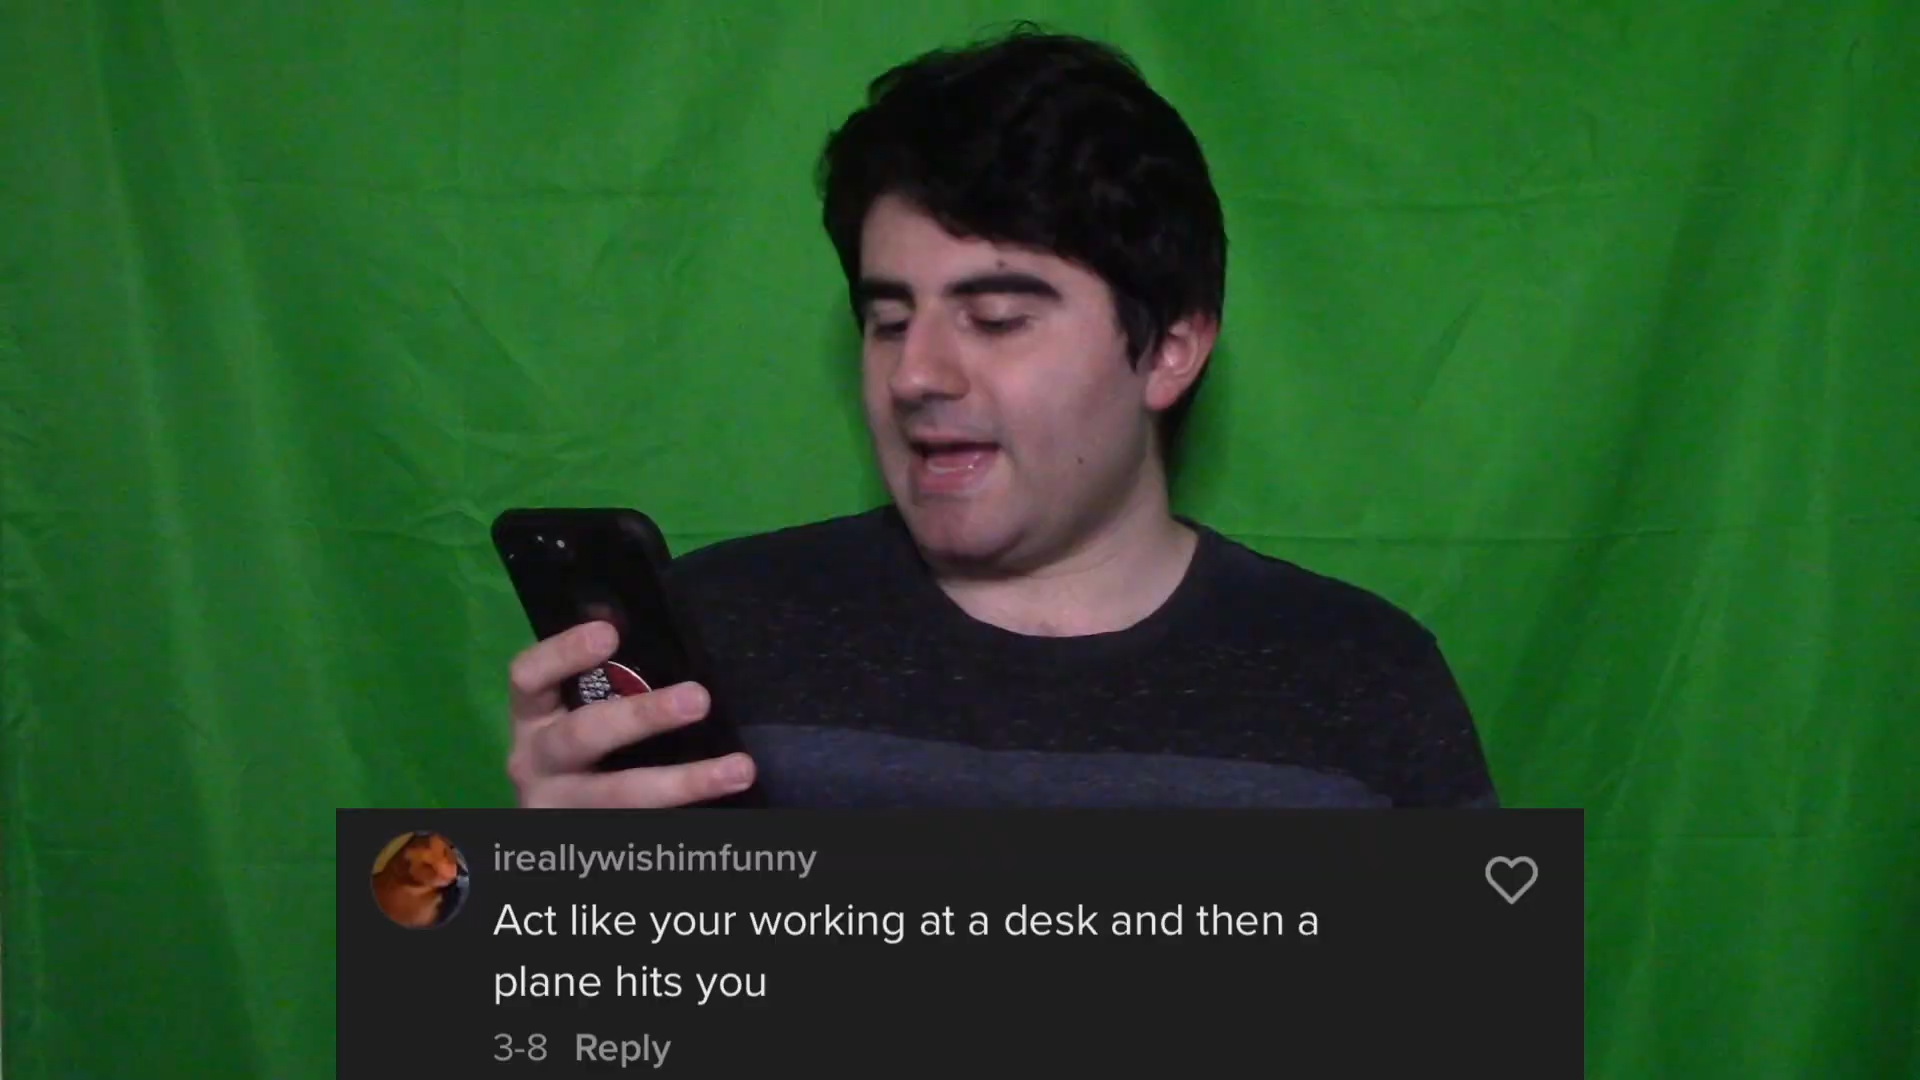 ireallywishimfunny
Act like your working at a desk and then a
plane hits you
3-8 Reply